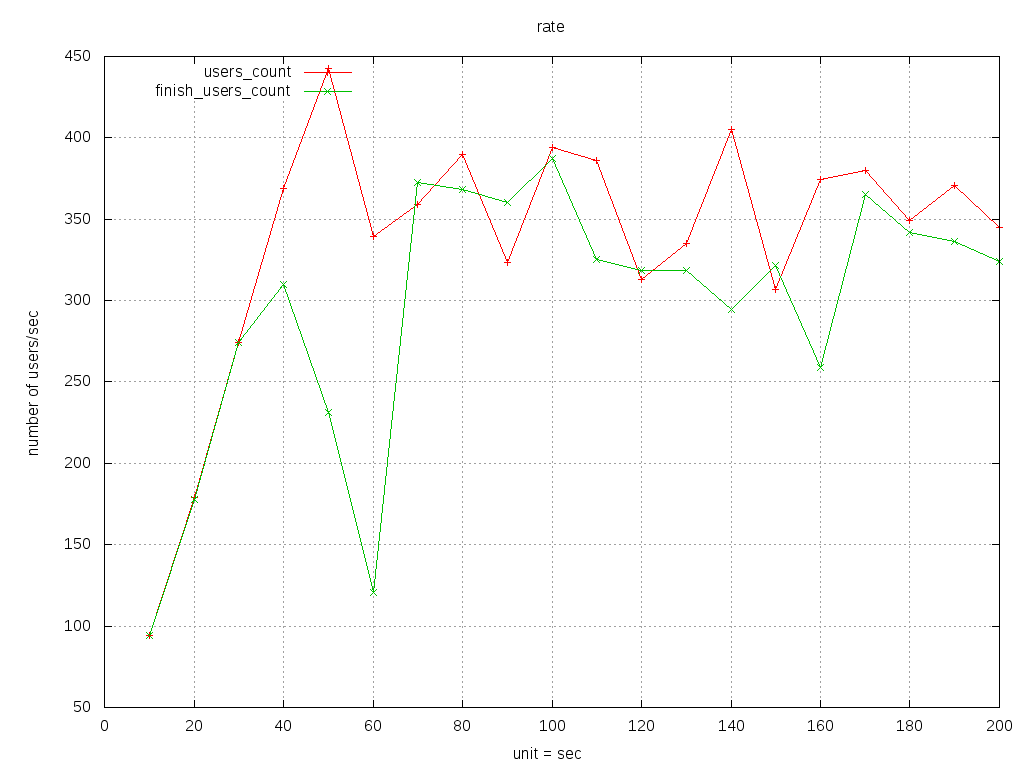 rate
450
users_count
finish_users_count
400
350
300
250
200
150
100
50
number of users/sec
0 20 40 60 80 100 120 140 160 180 200
unit = sec